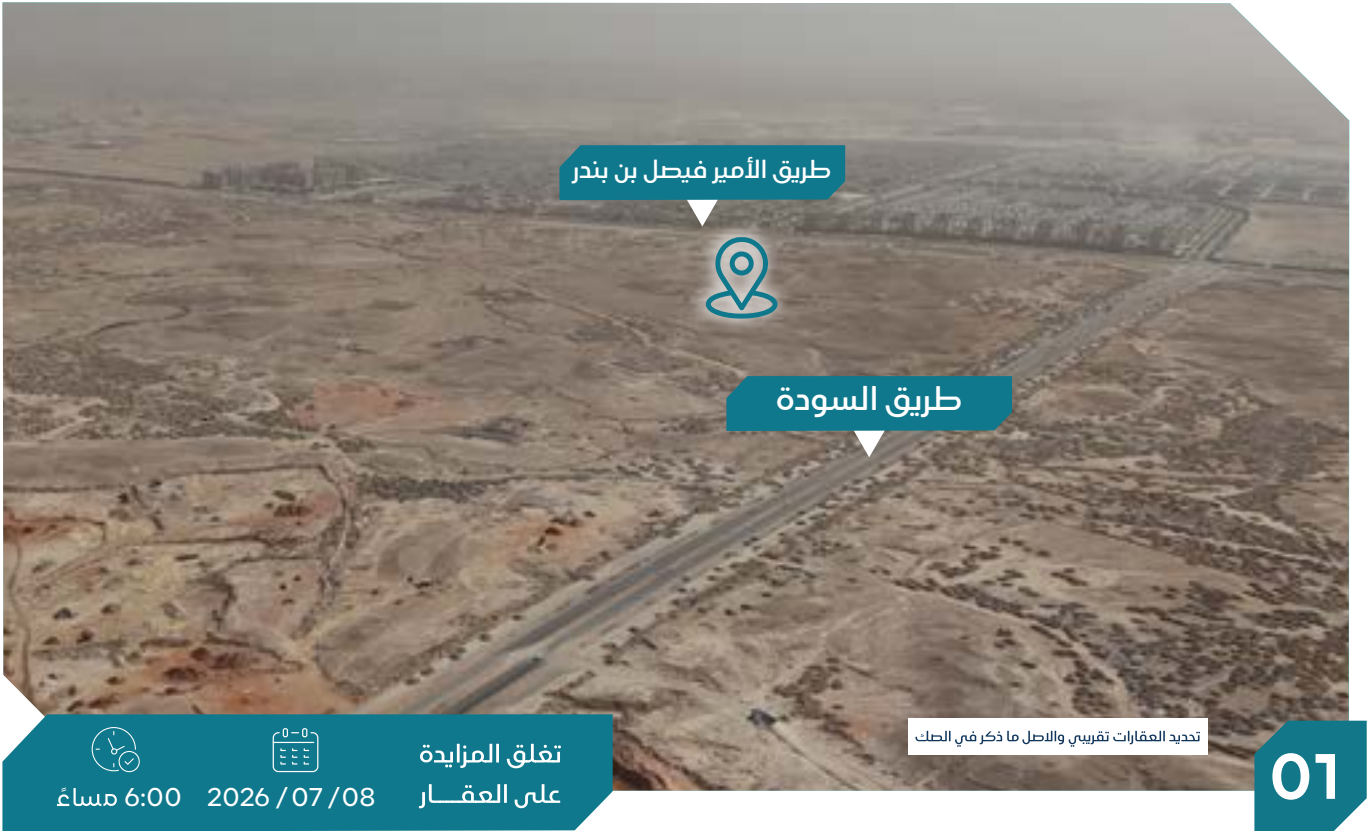 طريق الأمير فيصل بن بندر
طريق السودة
تحديد العقارات تقريبي والاصل ما ذكر في الصك
01
تغلق المزايدة
على العقـــار
2026 / 07 / 08
6:00 مساءً